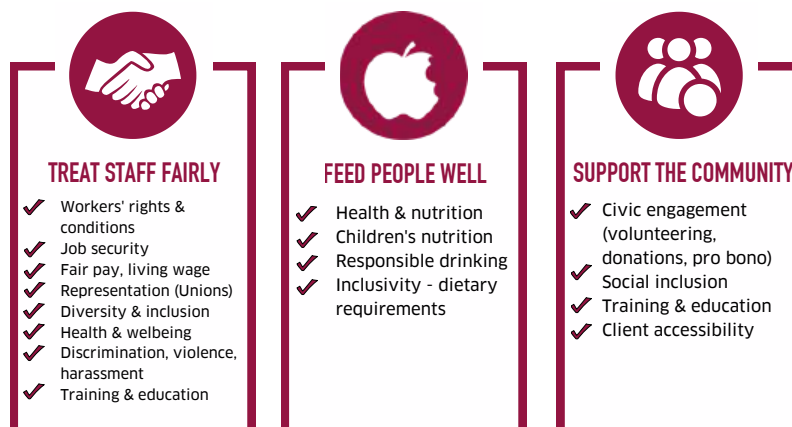 TREAT STAFF FAIRLY
Workers' rights &
conditions
Job security
Fair pay, living wage
Representation (Unions)
Diversity & inclusion
Health & welbeing
Discrimination, violence,
harassment
Training & education
FEED PEOPLE WELL
Health & nutrition
Children's nutrition
Responsible drinking
Inclusivity - dietary
requirements
SUPPORT THE COMMUNITY
Civic engagement
(volunteering,
donations, pro bono)
Social inclusion
Training & education
Client accessibility